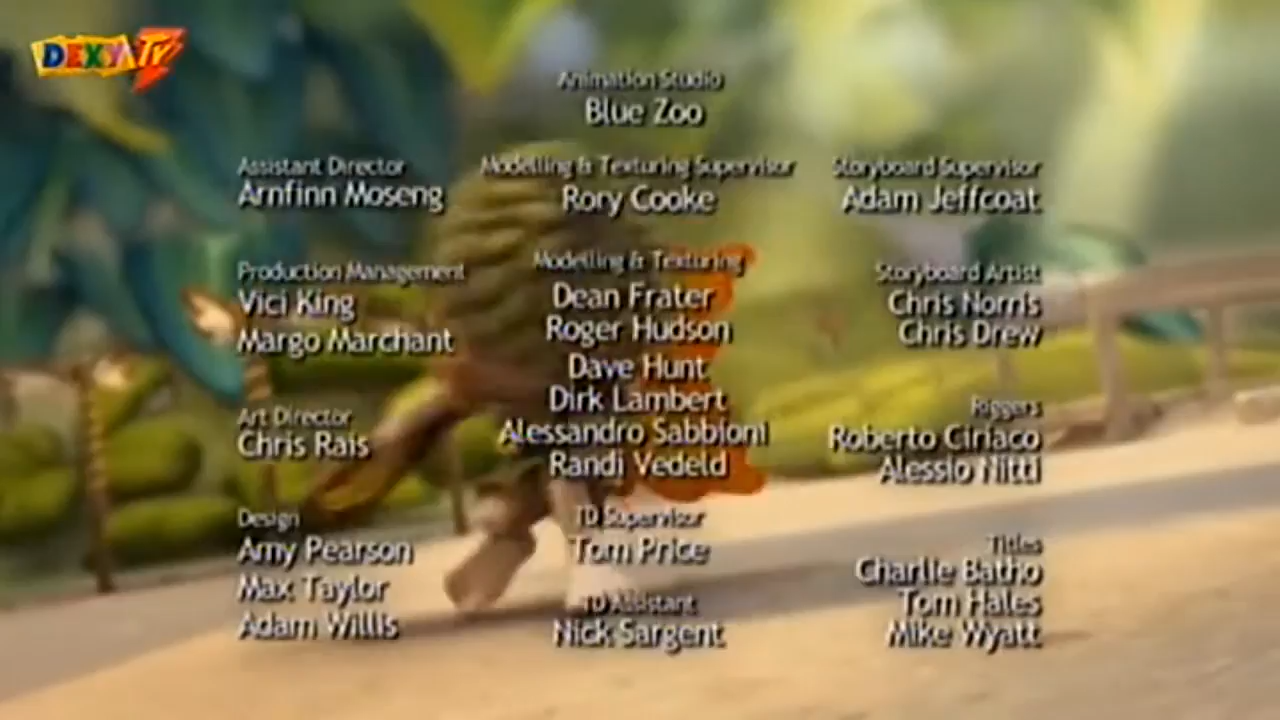 DEXY TV
Animation Studio
Blue Zoo
Assistant Director
Arnfinn Moseng
Production Management
Vici King
Margo Marchant
Art Director
Chris Rais
Design
Amy Pearson
Max Taylor
Adam Willis
Modelling & Texturing Supervisor
Rory Cooke
Modelling & Texturing
Dean Frater
Roger Hudson
Dave Hunt
Dirk Lambert
Alessandro Sabbioni
Randi Vedeld
TD Supervisor
Tom Price
TD Assistant
Nick Sargent
Storyboard Supervisor
Adam Jeffcoat
Storyboard Artist
Chris Norris
Chris Drew
Riggers
Roberto Ciriaco
Alessio Nitti
Titles
Charlie Batho
Tom Hales
Mike Wyatt